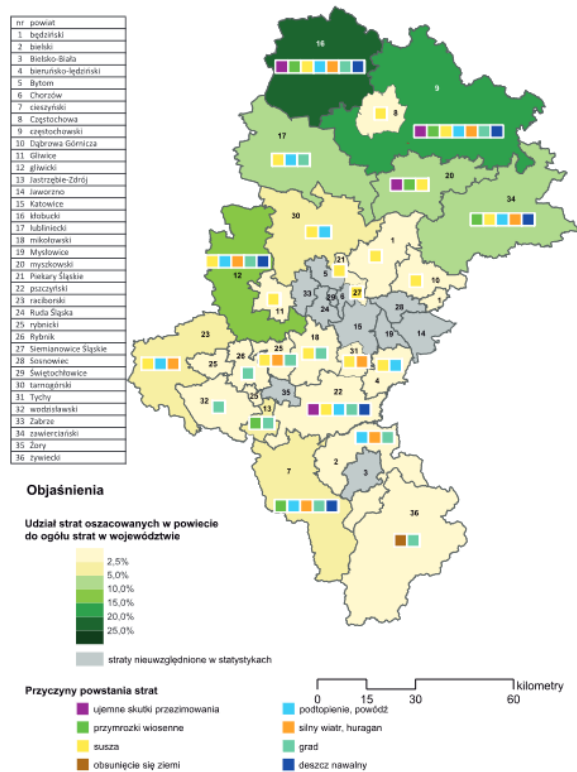 nr powiat
1 będziński
2 bielski
3 Bielsko-Biała
4 bieruńsko-lędziński
5 Bytom
6 Chorzów
7 cieszyński
8 Częstochowa
9 częstochowski
10 Dąbrowa Górnicza
11 Gliwice
12 gliwicki
13 Jastrzębie-Zdrój
14 Jaworzno
15 Katowice
16 kłobucki
17 lubliniecki
18 mikołowski
19 Mysłowice
20 myszkowski
21 Piekary Śląskie
22 pszczyński
23 raciborski
24 Ruda Śląska
25 rybnicki
26 Rybnik
27 Siemianowice Śląskie
28 Sosnowiec
29 Świętochłowice
30 tarnogórski
31 Tychy
32 wodzisławski
33 Zabrze
34 zawierciański
35 Żory
36 żywiecki
16
9
8
17
20
34
30
1
12
21
5
10
11
33
29
6
27
1
24
28
15
19
14
23
18
25
26
31
25
4
35
22
32
25
13
2
3
7
36
Objaśnienia
Udział strat oszacowanych w powiecie
do ogółu strat w województwie
2,5%
5,0%
10,0%
15,0%
20,0%
25,0%
straty nieuwzględnione w statystykach
kilometry
0 15 30 60
Przyczyny powstania strat
ujemne skutki przezimowania
przymrozki wiosenne
susza
obsunięcie się ziemi
podtopienie, powódź
silny wiatr, huragan
grad
deszcz nawalny